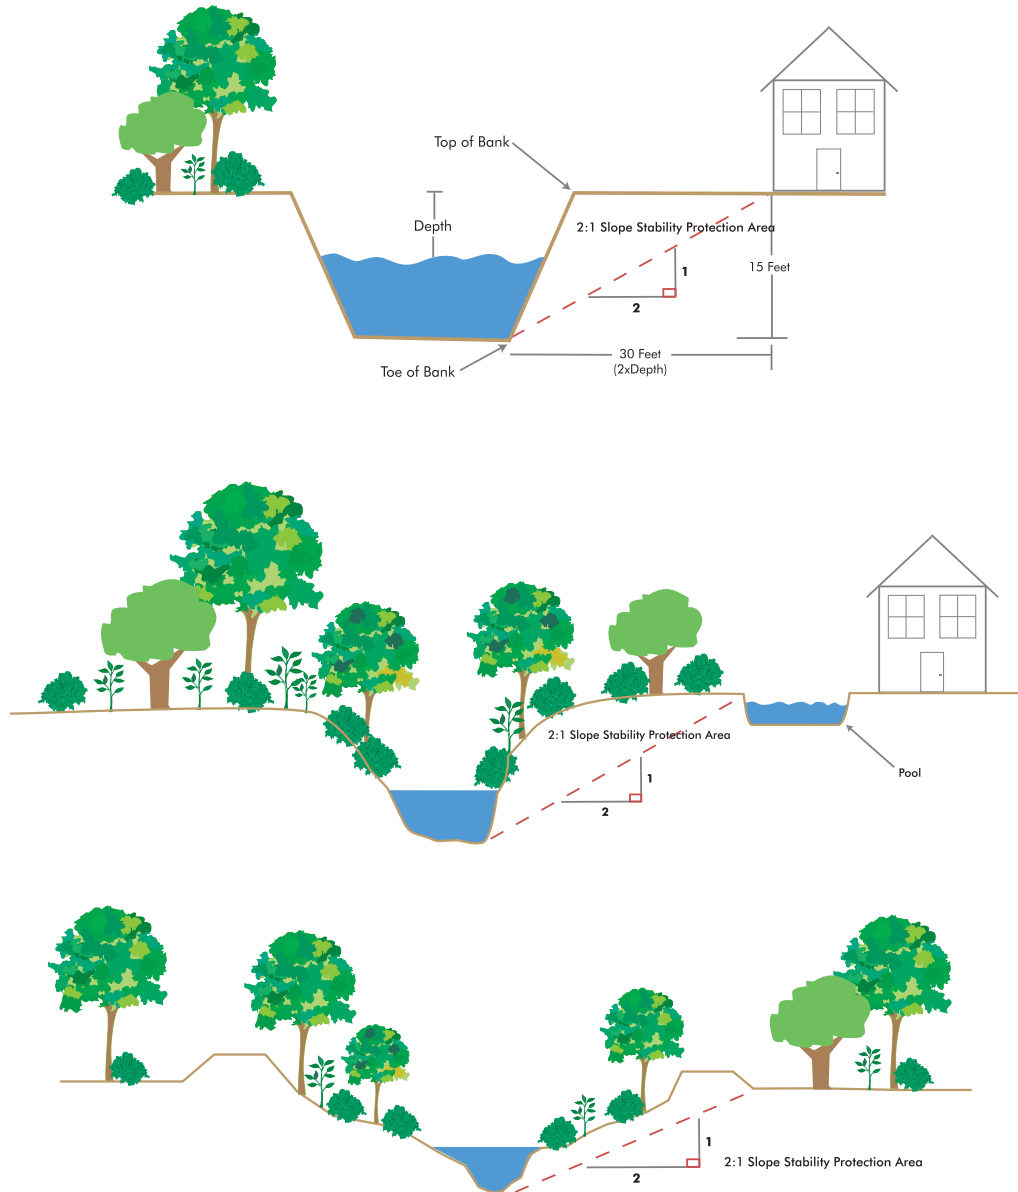 Top of Bank
Depth
2:1 Slope Stability Protection Area
1
2
15 Feet
30 Feet
(2xDepth)
Toe of Bank
2:1 Slope Stability Protection Area
1
2
Pool
1
2
2:1 Slope Stability Protection Area